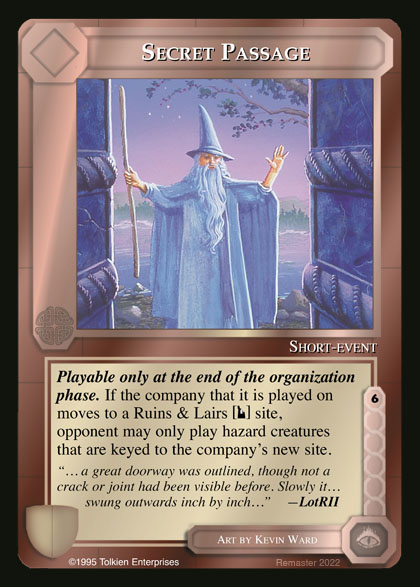 Secret Passage
Short-event
Playable only at the end of the organization
phase. If the company that it is played on
moves to a Ruins & Lairs [] site,
opponent may only play hazard creatures
that are keyed to the company's new site.
“… a great doorway was outlined, though not a
crack or joint had been visible before. Slowly it…
swung outwards inch by inch…” —LotRII
6
Art by Kevin Ward
©1995 Tolkien Enterprises
Remaster 2022